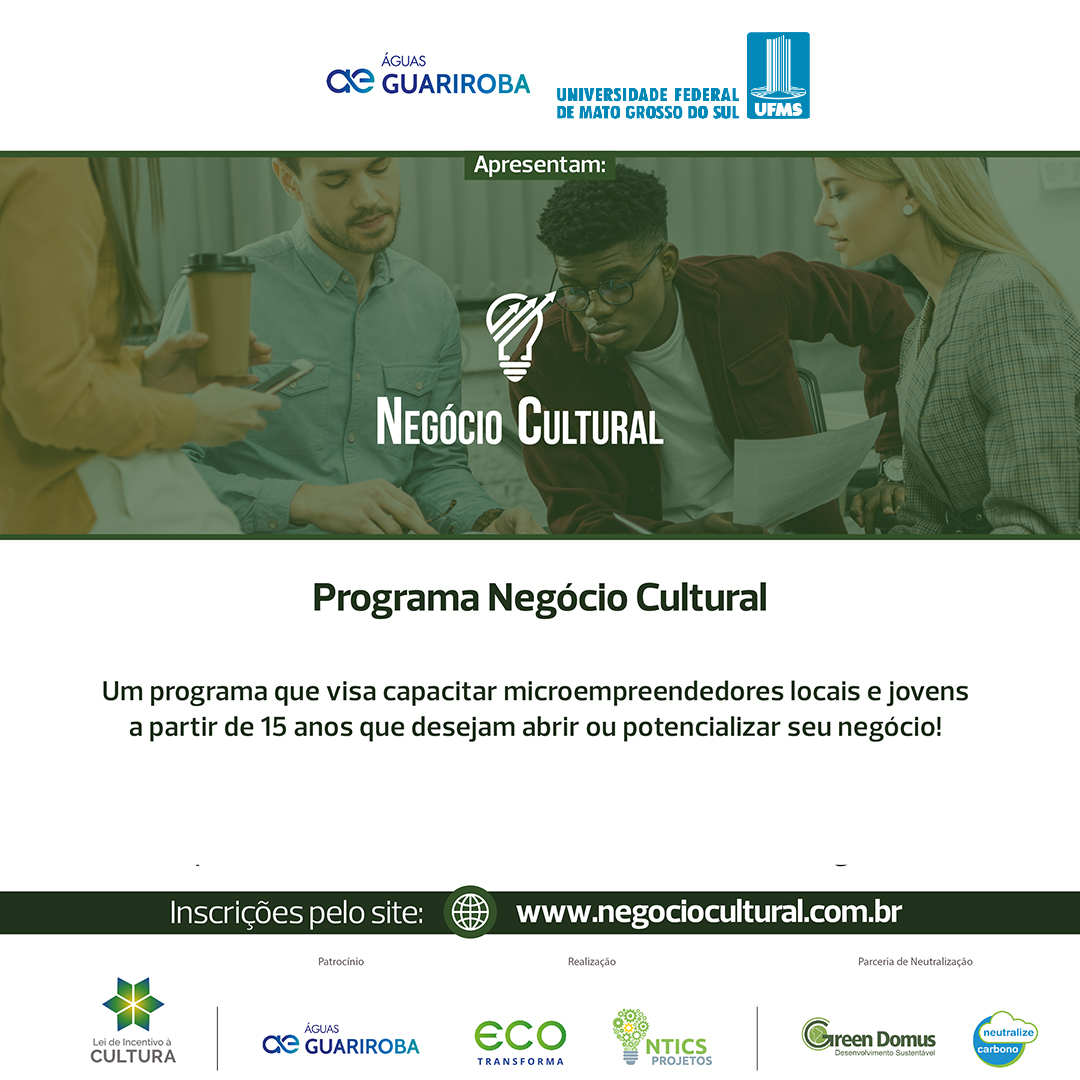 ÁGUAS
ae GUARIROBA
UNIVERSIDADE FEDERAL
DE MATO GROSSO DO SUL
UFMS
Apresentam:
NEGÓCIO CULTURAL
Programa Negócio Cultural
Um programa que visa capacitar microempreendedores locais e jovens
a partir de 15 anos que desejam abrir ou potencializar seu negócio!
Inscrições pelo site: www.negociocultural.com.br
Patrocínio
Realização
Parceria de Neutralização
Lei de Incentivo à
CULTURA
ÁGUAS
ae GUARIROBA
ECO
TRANSFORMA
NTICS
PROJETOS
Green Domus
Desenvolvimento Sustentável
neutralize
carbono